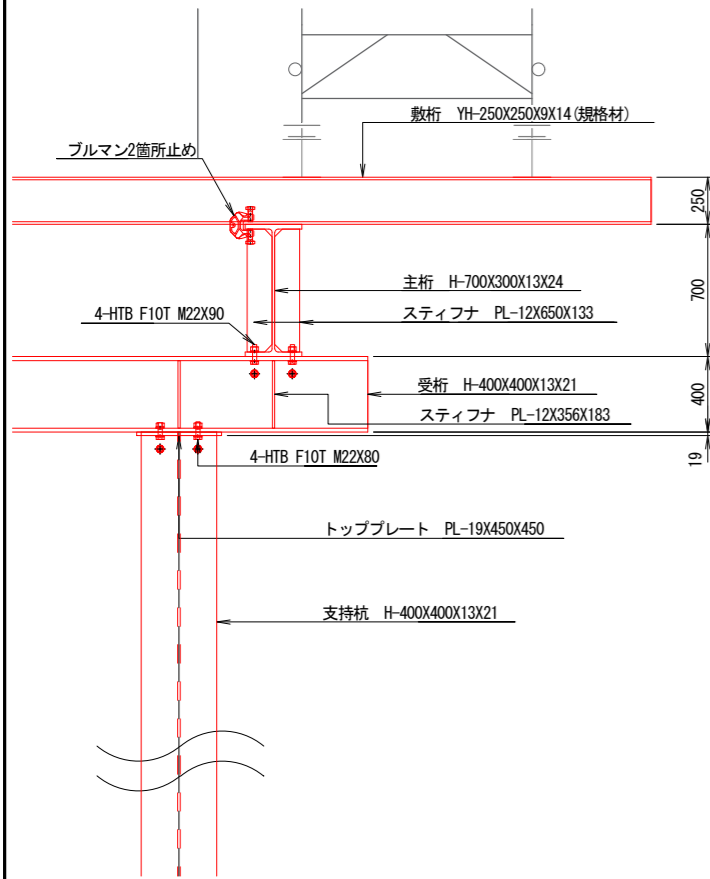 敷桁 YH-250X250X9X14(規格材)
ブルマン2箇所止め
250
主桁 H-700X300X13X24
700
4-HTB F10T M22X90
スティフナ PL-12X650X133
受桁 H-400X400X13X21
400
スティフナ PL-12X356X183
4-HTB F10T M22X80
19
トッププレート PL-19X450X450
支持杭 H-400X400X13X21